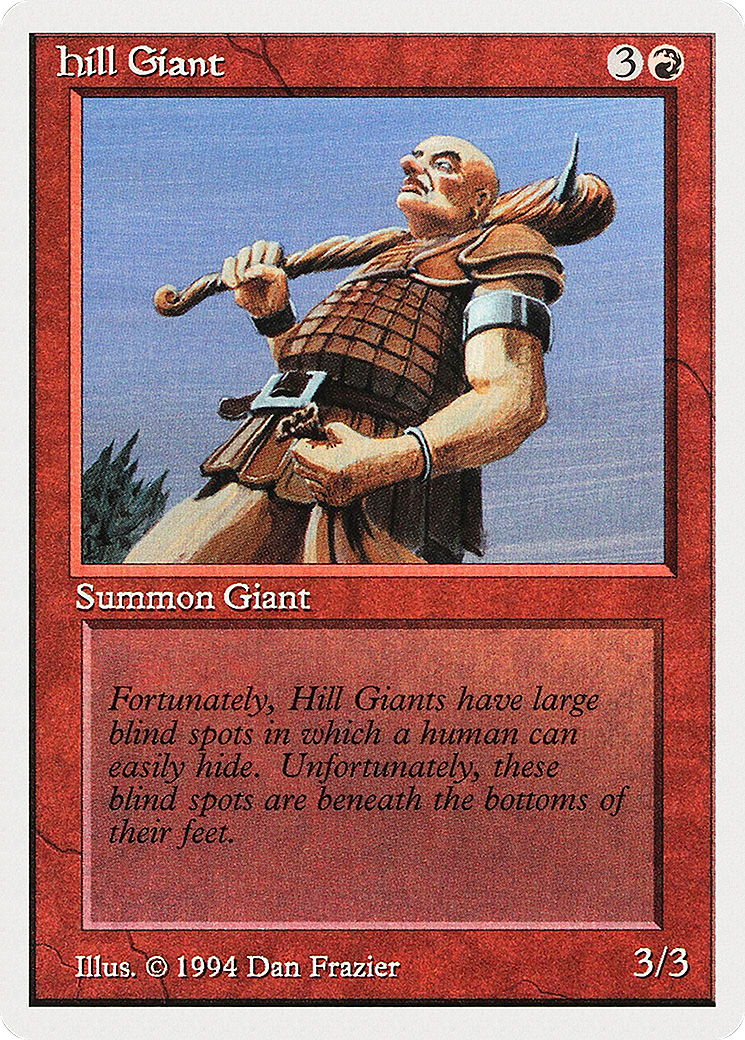 Hill Giant
3
Summon Giant
Fortunately, Hill Giants have large
blind spots in which a human can
easily hide. Unfortunately, these
blind spots are beneath the bottoms of
their feet.
Illus. © 1994 Dan Frazier
3/3